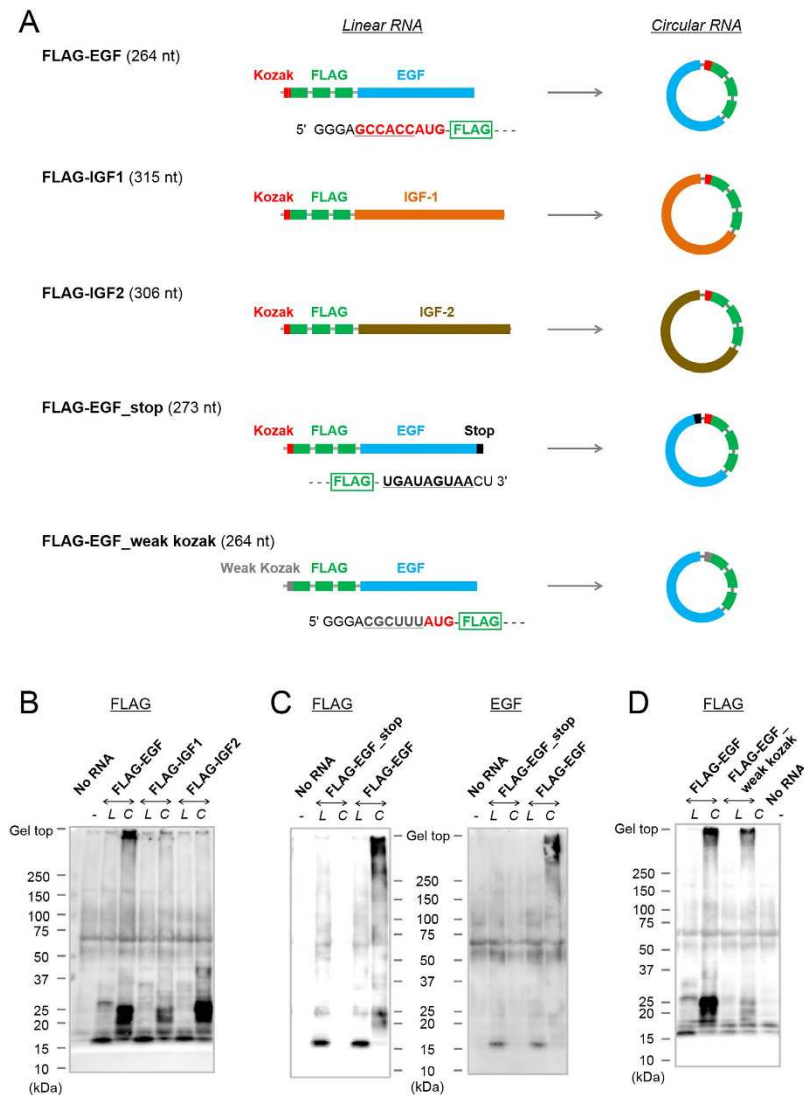 A
Linear RNA
Circular RNA
FLAG-EGF (264 nt)
Kozak FLAG EGF
5' GGGAGCCACCAUG-FLAG- - - -
FLAG-IGF1 (315 nt)
Kozak FLAG IGF-1
FLAG-IGF2 (306 nt)
Kozak FLAG IGF-2
FLAG-EGF_stop (273 nt)
Kozak FLAG EGF Stop
- - -FLAG- UGAUAGUAACU 3'
FLAG-EGF_weak kozak (264 nt)
Weak Kozak FLAG EGF
5' GGGACGCUUUAUG-FLAG- - - -
B
FLAG
No RNA
FLAG-EGF
FLAG-IGF1
FLAG-IGF2
- L C L C L C
Gel top
250
150
100
75
50
37
25
20
15
10
(kDa)
C
FLAG
No RNA
FLAG-EGF_stop
FLAG-EGF
- L C L C
EGF
No RNA
FLAG-EGF_stop
FLAG-EGF
- L C L C
Gel top
250
150
100
75
50
37
25
20
15
10
(kDa)
D
FLAG
FLAG-EGF
FLAG-EGF_
weak kozak
No RNA
L C L C -
Gel top
250
150
100
75
50
37
25
20
15
10
(kDa)